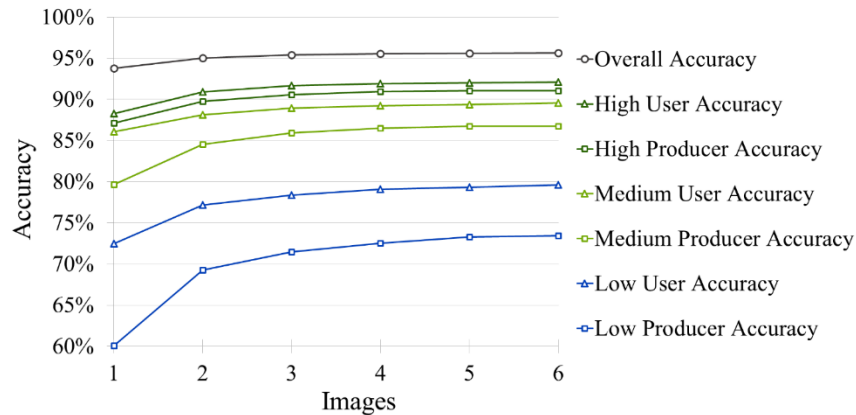 100%
95%
90%
85%
80%
75%
70%
65%
60%
Accuracy
1 2 3 4 5 6
Images
Overall Accuracy
High User Accuracy
High Producer Accuracy
Medium User Accuracy
Medium Producer Accuracy
Low User Accuracy
Low Producer Accuracy